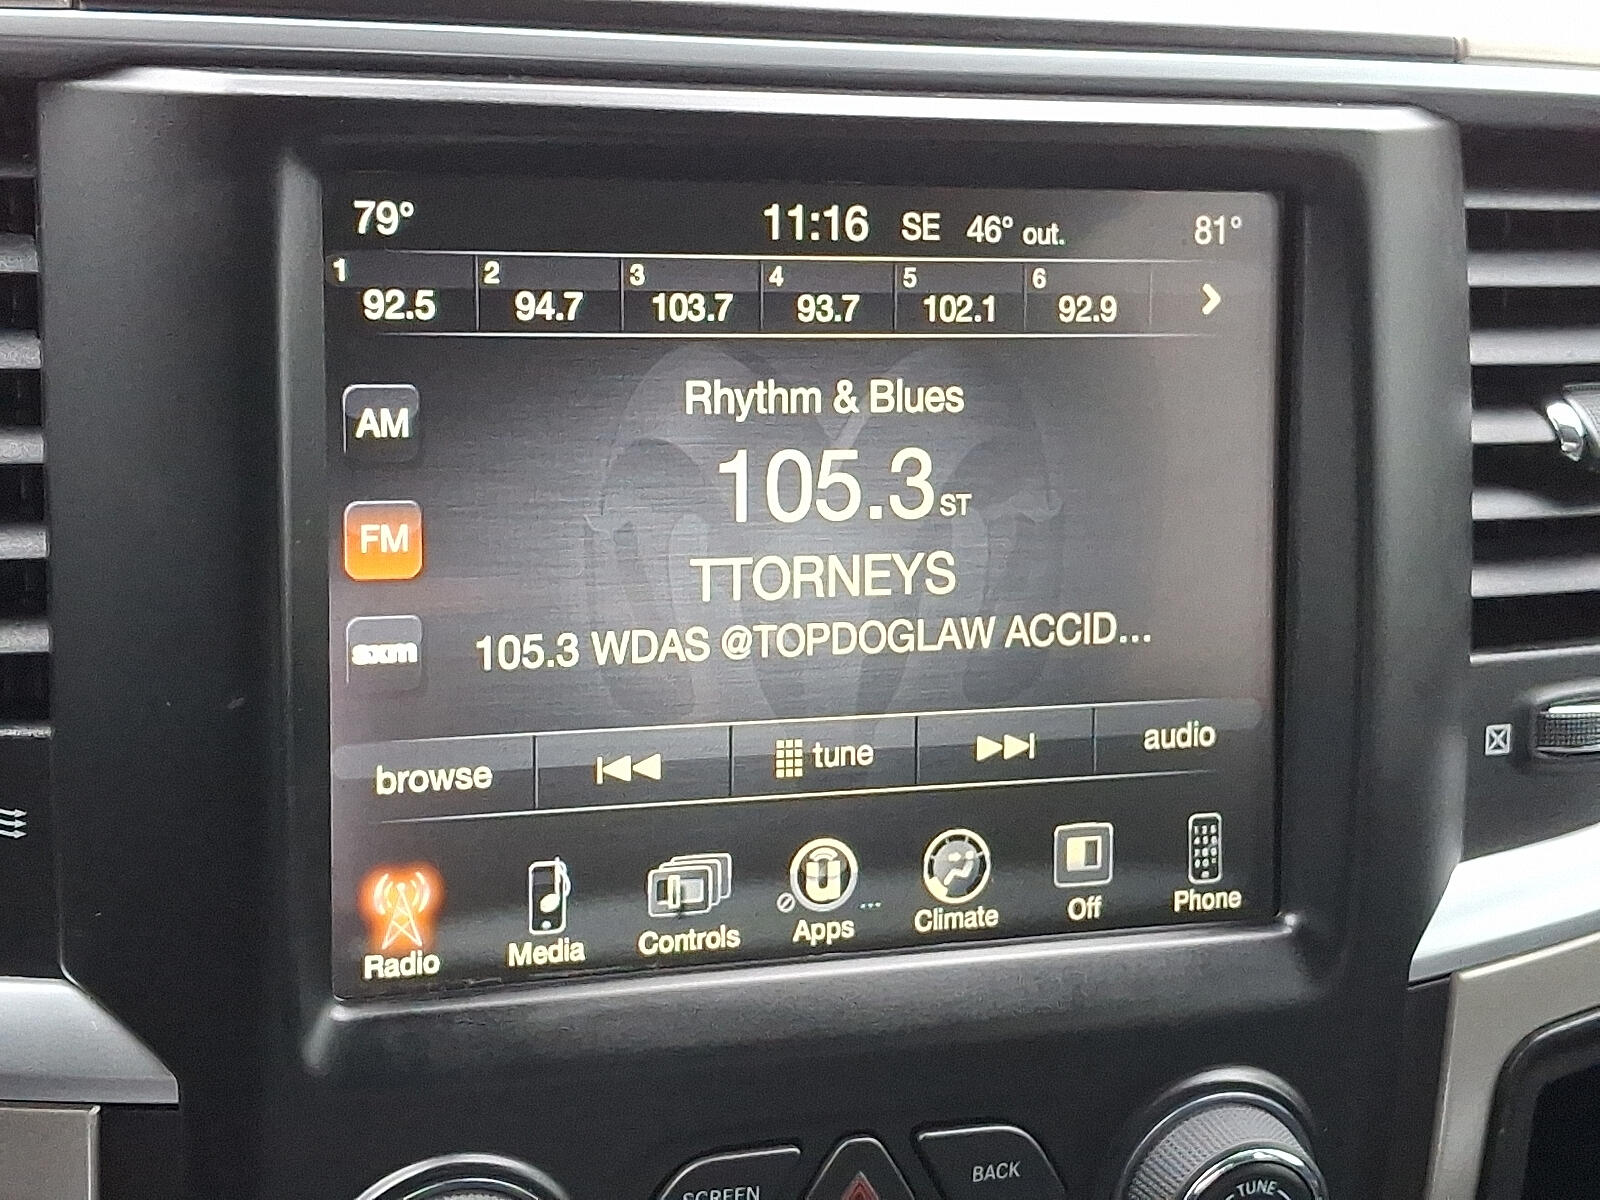 79° 11:16 SE 46° out. 81°
1 2 3 4 5 6
92.5 94.7 103.7 93.7 102.1 92.9
AM
Rhythm & Blues
105.3 ST
FM
TTORNEYS
sxm
105.3 WDAS @TOPDOGLAW ACCID...
browse tune audio
Radio Media Controls Apps Climate Off Phone
SCREEN
BACK
TUNE